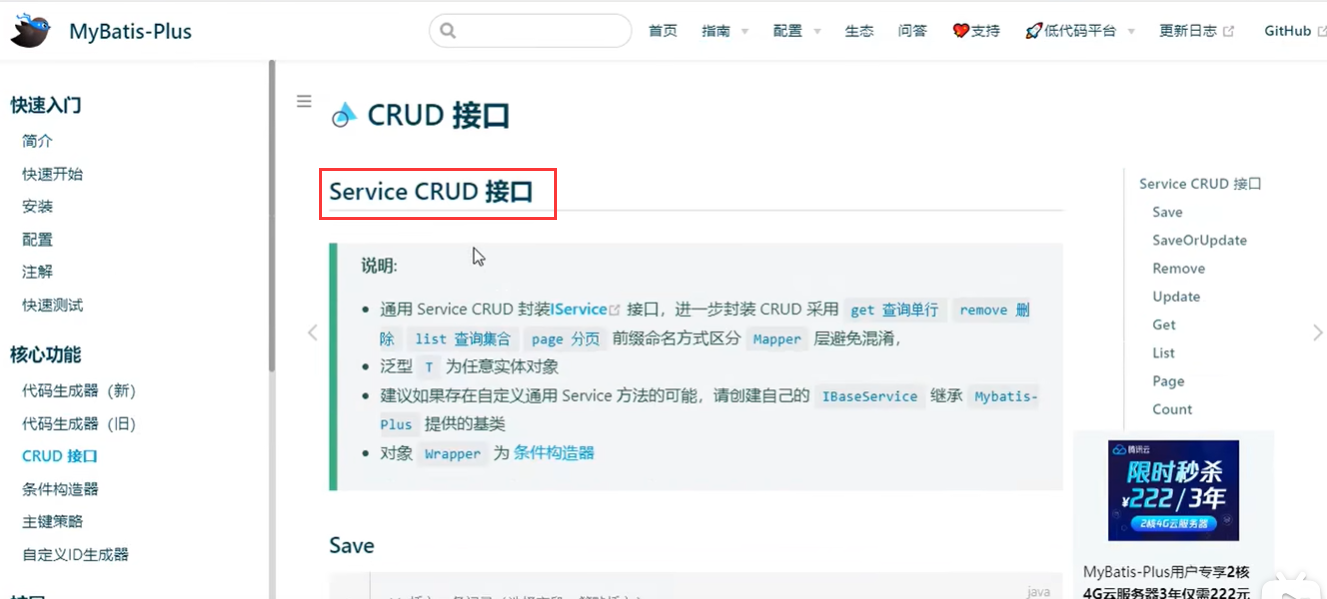 MyBatis-Plus
首页
指南
配置
生态
问答
支持
低代码平台
更新日志
GitHub
快速入门
简介
快速开始
安装
配置
注解
快速测试
核心功能
代码生成器（新）
代码生成器（旧）
CRUD 接口
条件构造器
主键策略
自定义ID生成器
CRUD 接口
Service CRUD 接口
说明:
通用 Service CRUD 封装IService 接口，进一步封装 CRUD 采用 get 查询单行 remove 删
除 list 查询集合 page 分页 前缀命名方式区分 Mapper 层避免混淆，
泛型 T 为任意实体对象
建议如果存在自定义通用 Service 方法的可能，请创建自己的 IBaseService 继承 Mybatis-
Plus 提供的基类
对象 Wrapper 为 条件构造器
Save
java
Service CRUD 接口
Save
SaveOrUpdate
Remove
Update
Get
List
Page
Count
腾讯云
限时秒杀
¥222/3年
2核4G云服务器
MyBatis-Plus用户专享2核
4G云服务器3年仅需222元